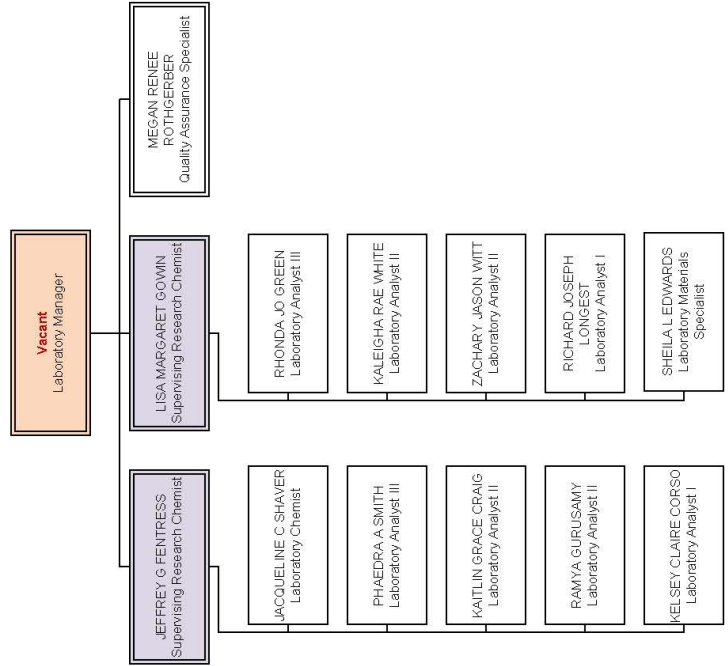 Vacant
Laboratory Manager
JEFFREY G FENTRESS
Supervising Research Chemist
LISA MARGARET GOWIN
Supervising Research Chemist
MEGAN RENEE
ROTHGERBER
Quality Assurance Specialist
JACQUELINE C SHAVER
Laboratory Chemist
PHAEDRA A SMITH
Laboratory Analyst III
KAITLIN GRACE CRAIG
Laboratory Analyst II
RAMYA GURUSAMY
Laboratory Analyst II
KELSEY CLAIRE CORSO
Laboratory Analyst I
RHONDA JO GREEN
Laboratory Analyst III
KALEIGHA RAE WHITE
Laboratory Analyst II
ZACHARY JASON WITT
Laboratory Analyst II
RICHARD JOSEPH
LONGEST
Laboratory Analyst I
SHEILA L EDWARDS
Laboratory Materials
Specialist